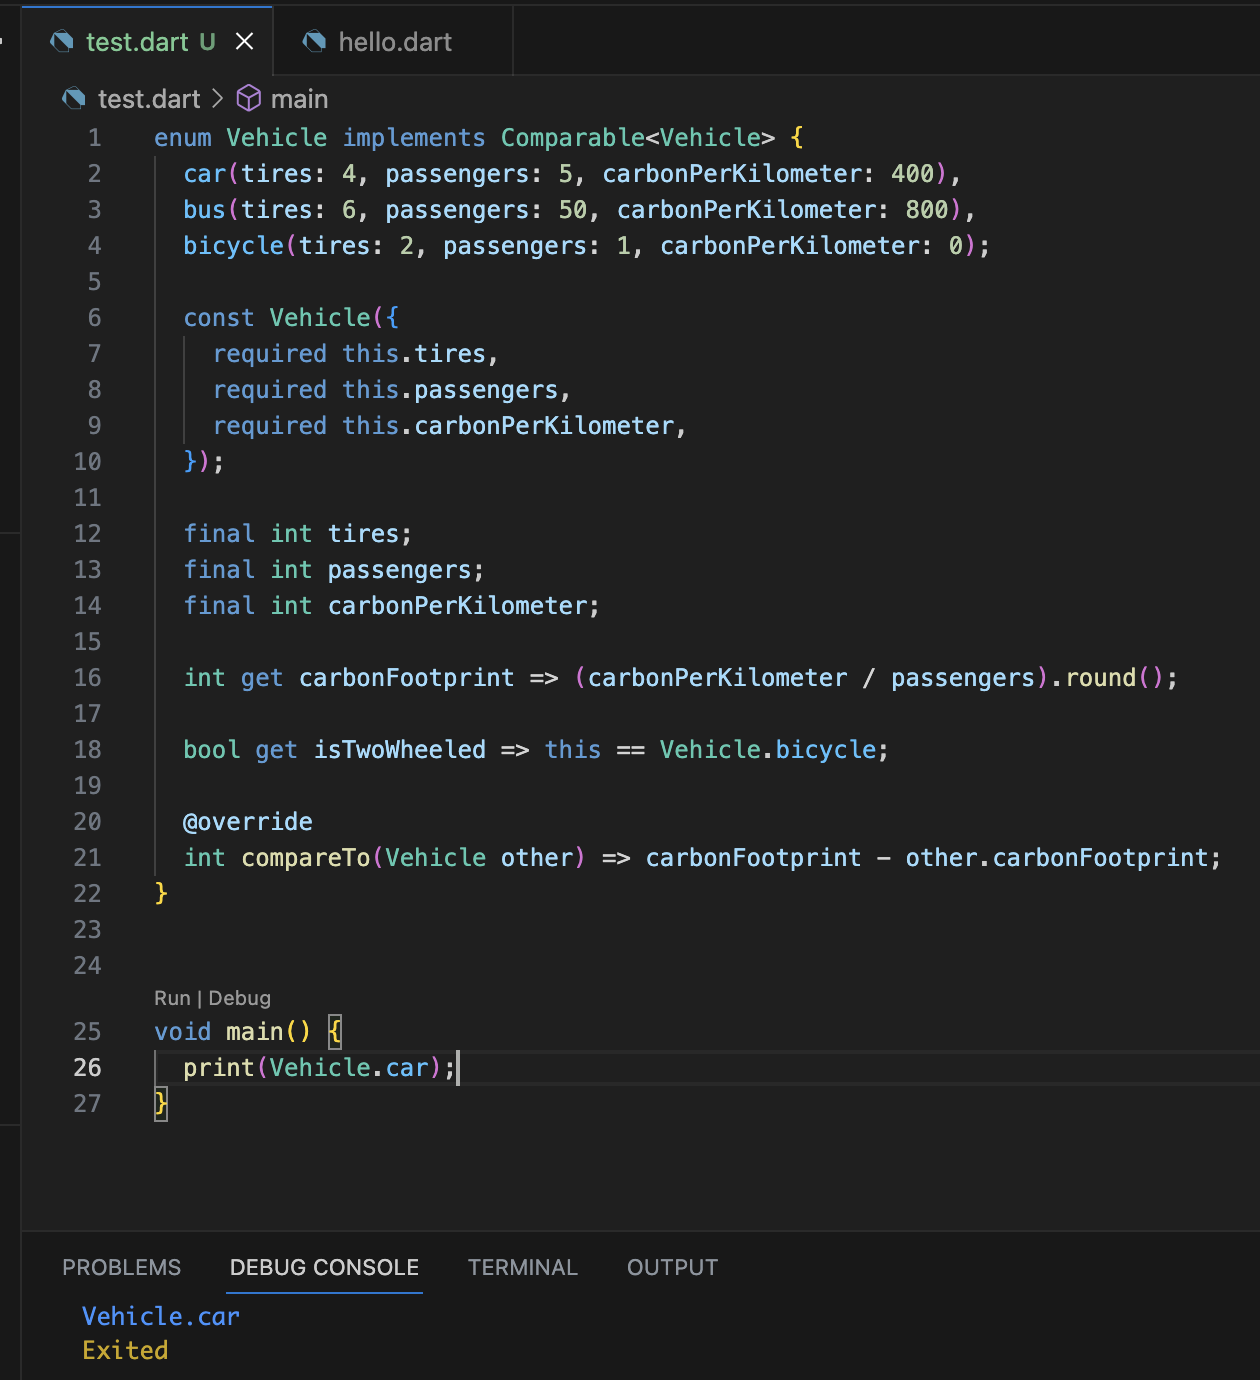 test.dart U
hello.dart
test.dart > main
1 enum Vehicle implements Comparable<Vehicle> {
2 car(tires: 4, passengers: 5, carbonPerKilometer: 400),
3 bus(tires: 6, passengers: 50, carbonPerKilometer: 800),
4 bicycle(tires: 2, passengers: 1, carbonPerKilometer: 0);
5
6 const Vehicle({
7 required this.tires,
8 required this.passengers,
9 required this.carbonPerKilometer,
10 });
11
12 final int tires;
13 final int passengers;
14 final int carbonPerKilometer;
15
16 int get carbonFootprint => (carbonPerKilometer / passengers).round();
17
18 bool get isTwoWheeled => this == Vehicle.bicycle;
19
20 @override
21 int compareTo(Vehicle other) => carbonFootprint - other.carbonFootprint;
22 }
23
24
Run | Debug
25 void main() {
26 print(Vehicle.car);
27 }
PROBLEMS DEBUG CONSOLE TERMINAL OUTPUT
Vehicle.car
Exited